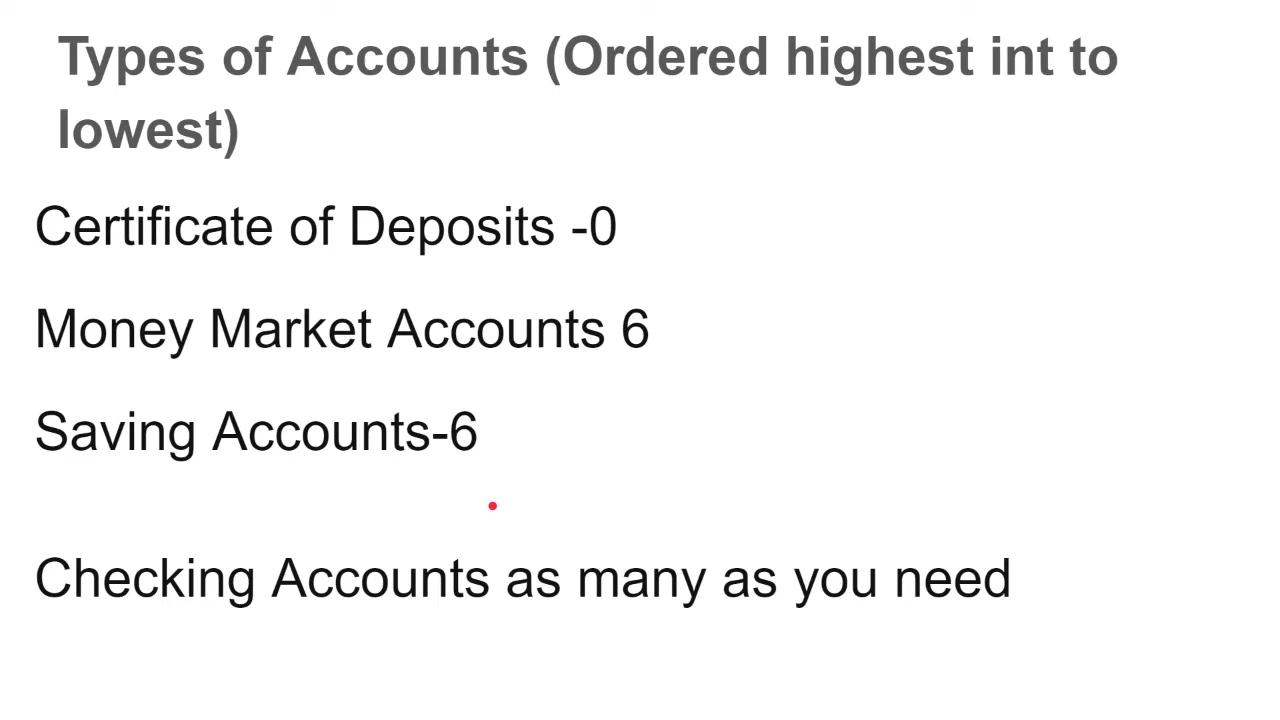 Types of Accounts (Ordered highest int to
lowest)
Certificate of Deposits -0
Money Market Accounts 6
Saving Accounts-6
Checking Accounts as many as you need